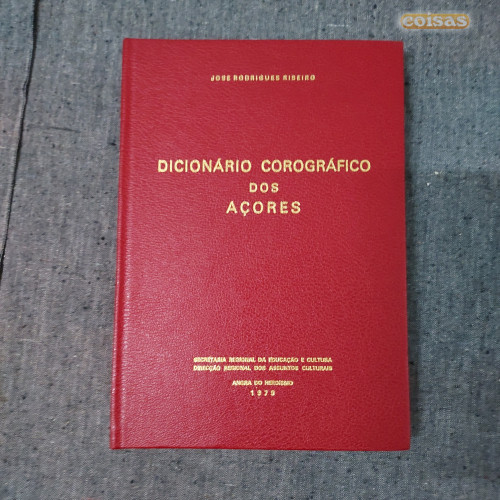 coisas
JOSÉ RODRIGUES RIBEIRO
DICIONÁRIO COROGRÁFICO
DOS
AÇORES
SECRETARIA REGIONAL DA EDUCAÇÃO E CULTURA
DIRECÇÃO REGIONAL DOS ASSUNTOS CULTURAIS
ANGRA DO HEROÍSMO
1979